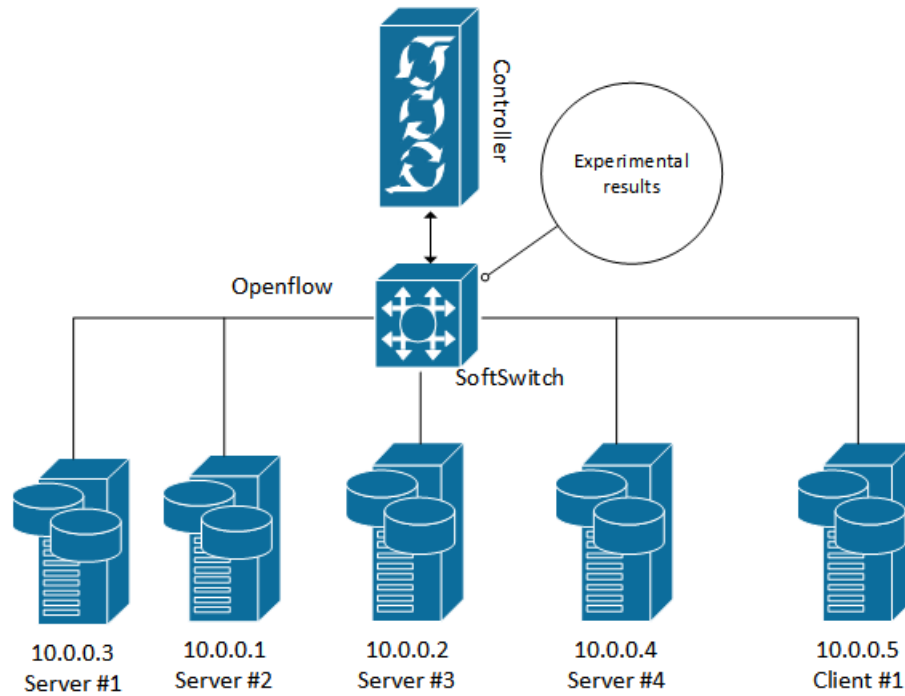 Controller
Experimental
results
Openflow
SoftSwitch
10.0.0.3
Server #1
10.0.0.1
Server #2
10.0.0.2
Server #3
10.0.0.4
Server #4
10.0.0.5
Client #1